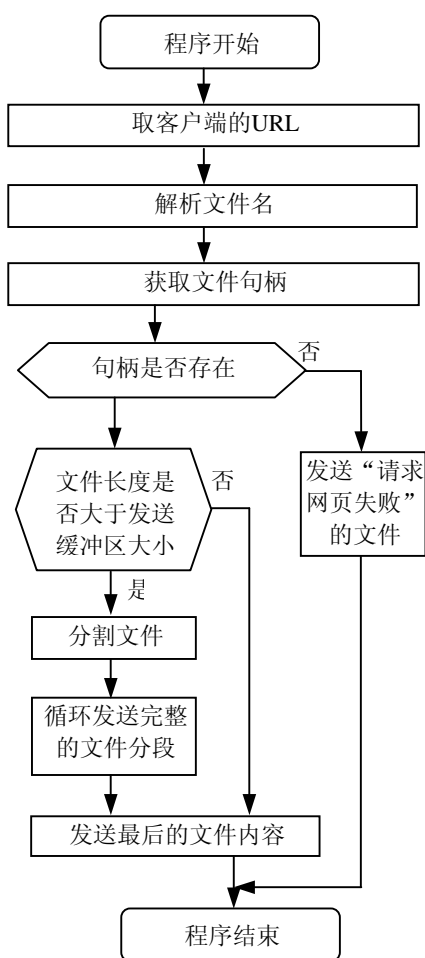 程序开始
取客户端的URL
解析文件名
获取文件句柄
句柄是否存在
否
文件长度是
否大于发送
缓冲区大小
否
发送“请求
网页失败”
的文件
是
分割文件
循环发送完整
的文件分段
发送最后的文件内容
程序结束